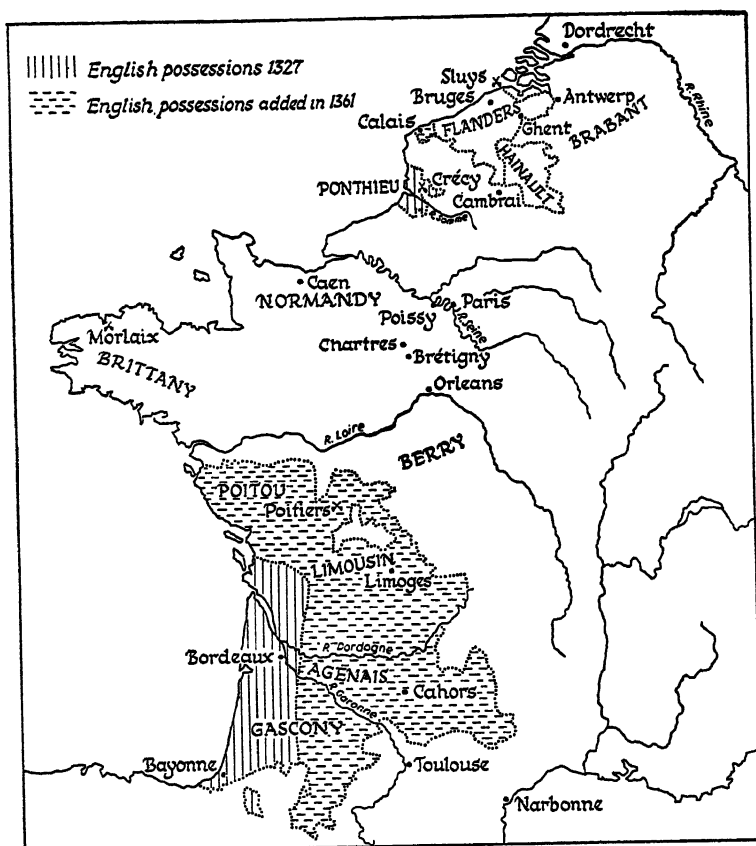 English possessions 1327
English possessions added in 1361
Dordrecht
Sluys
Bruges
Antwerp
R. Rhine
Calais
FLANDERS
Ghent
BRABANT
HAINAULT
PONTHIEU
Crécy
Cambrai
R. Somme
Caen
NORMANDY
Paris
Poissy
R. Seine
Morlaix
Chartres
Brétigny
BRITTANY
Orleans
R. Loire
BERRY
POITOU
Poitiers
LIMOUSIN
Limoges
R. Dordogne
Bordeaux
AGENAIS
R. Garonne
Cahors
GASCONY
Bayonne
Toulouse
Narbonne